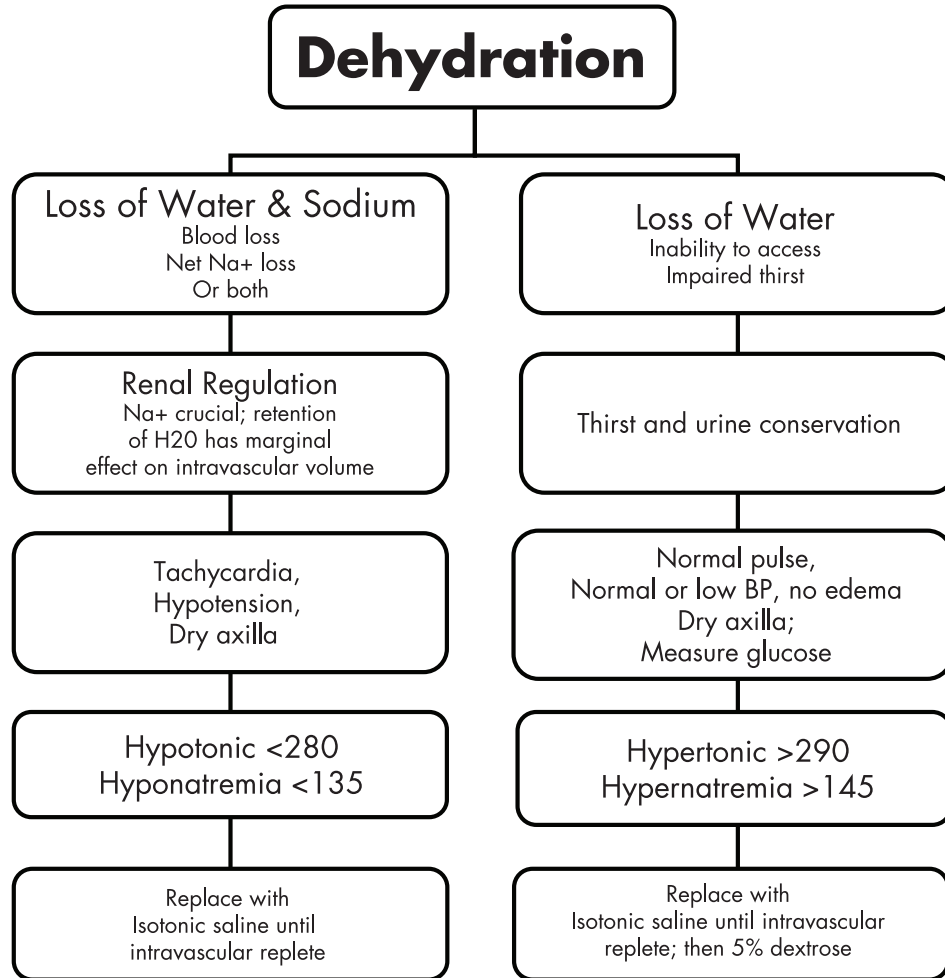 Dehydration
Loss of Water & Sodium
Blood loss
Net Na+ loss
Or both
Renal Regulation
Na+ crucial; retention
of H20 has marginal
effect on intravascular volume
Tachycardia,
Hypotension,
Dry axilla
Hypotonic <280
Hyponatremia <135
Replace with
Isotonic saline until
intravascular replete
Loss of Water
Inability to access
Impaired thirst
Thirst and urine conservation
Normal pulse,
Normal or low BP, no edema
Dry axilla;
Measure glucose
Hypertonic >290
Hypernatremia >145
Replace with
Isotonic saline until intravascular
replete; then 5% dextrose